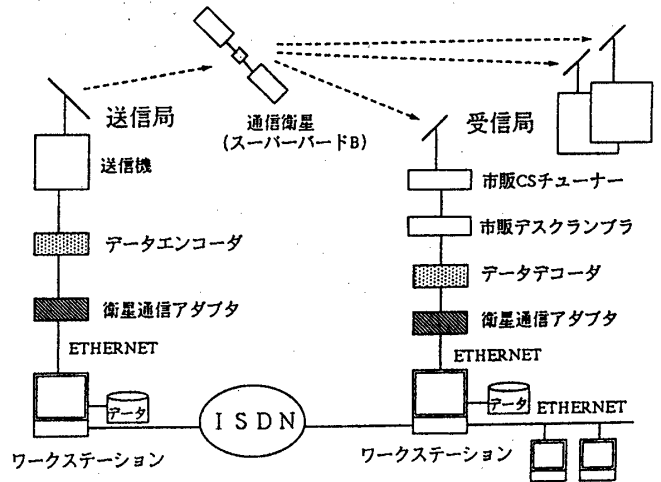 送信局
通信衛星
(スーパーバードB)
受信局
送信機
市販CSチューナー
市販デスクランブラ
データエンコーダ
データデコーダ
衛星通信アダプタ
衛星通信アダプタ
ETHERNET
ETHERNET
データ
ISDN
データ
ETHERNET
ワークステーション
ワークステーション